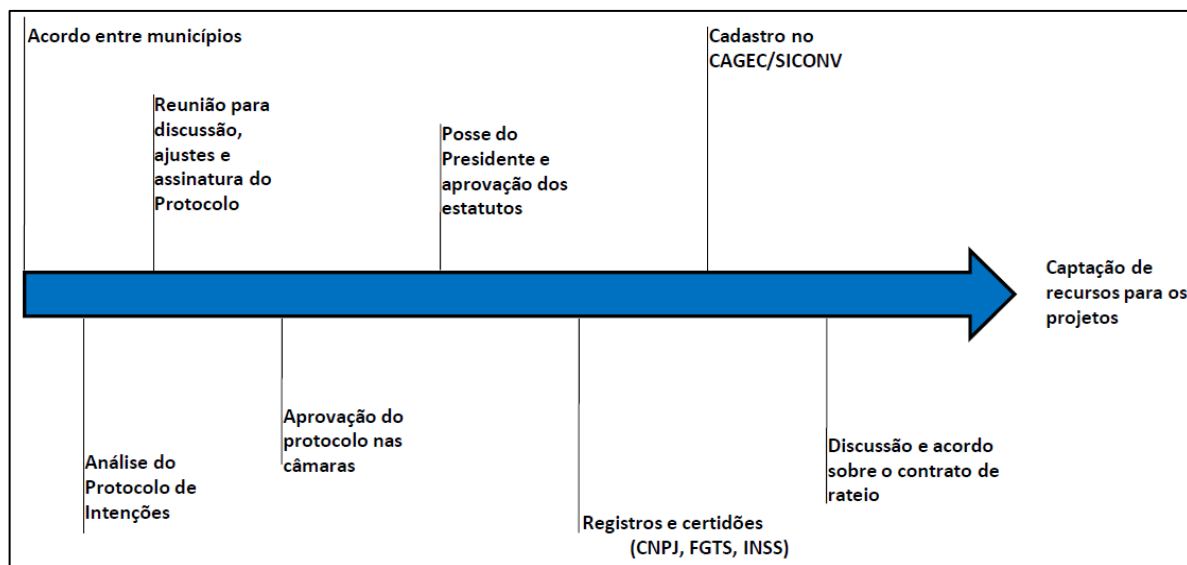 Acordo entre municípios
Cadastro no
CAGEC/SICONV
Reunião para
discussão,
ajustes e
assinatura do
Protocolo
Posse do
Presidente e
aprovação dos
estatutos
Captação de
recursos para os
projetos
Análise do
Protocolo de
Intenções
Aprovação do
protocolo nas
câmaras
Registros e certidões
(CNPJ, FGTS, INSS)
Discussão e acordo
sobre o contrato de
rateio